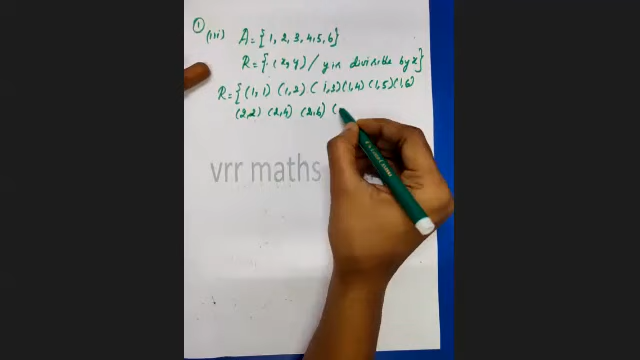 ①
(iii) A = {1, 2, 3, 4, 5, 6}
R = {(x, y) / y is divisible by x}
R = {(1,1) (1,2) (1,3) (1,4) (1,5) (1,6)
(2,2) (2,4) (2,6) (
vrr maths